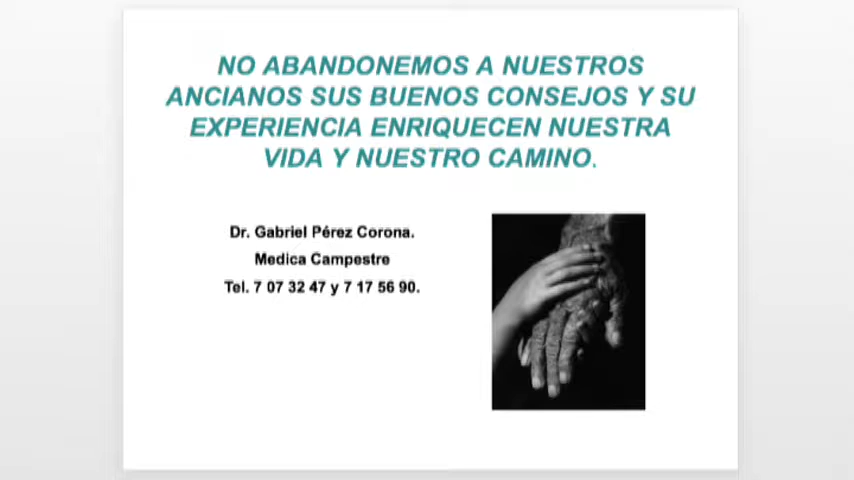 NO ABANDONEMOS A NUESTROS
ANCIANOS SUS BUENOS CONSEJOS Y SU
EXPERIENCIA ENRIQUECEN NUESTRA
VIDA Y NUESTRO CAMINO.
Dr. Gabriel Pérez Corona.
Medica Campestre
Tel. 7 07 32 47 y 7 17 56 90.